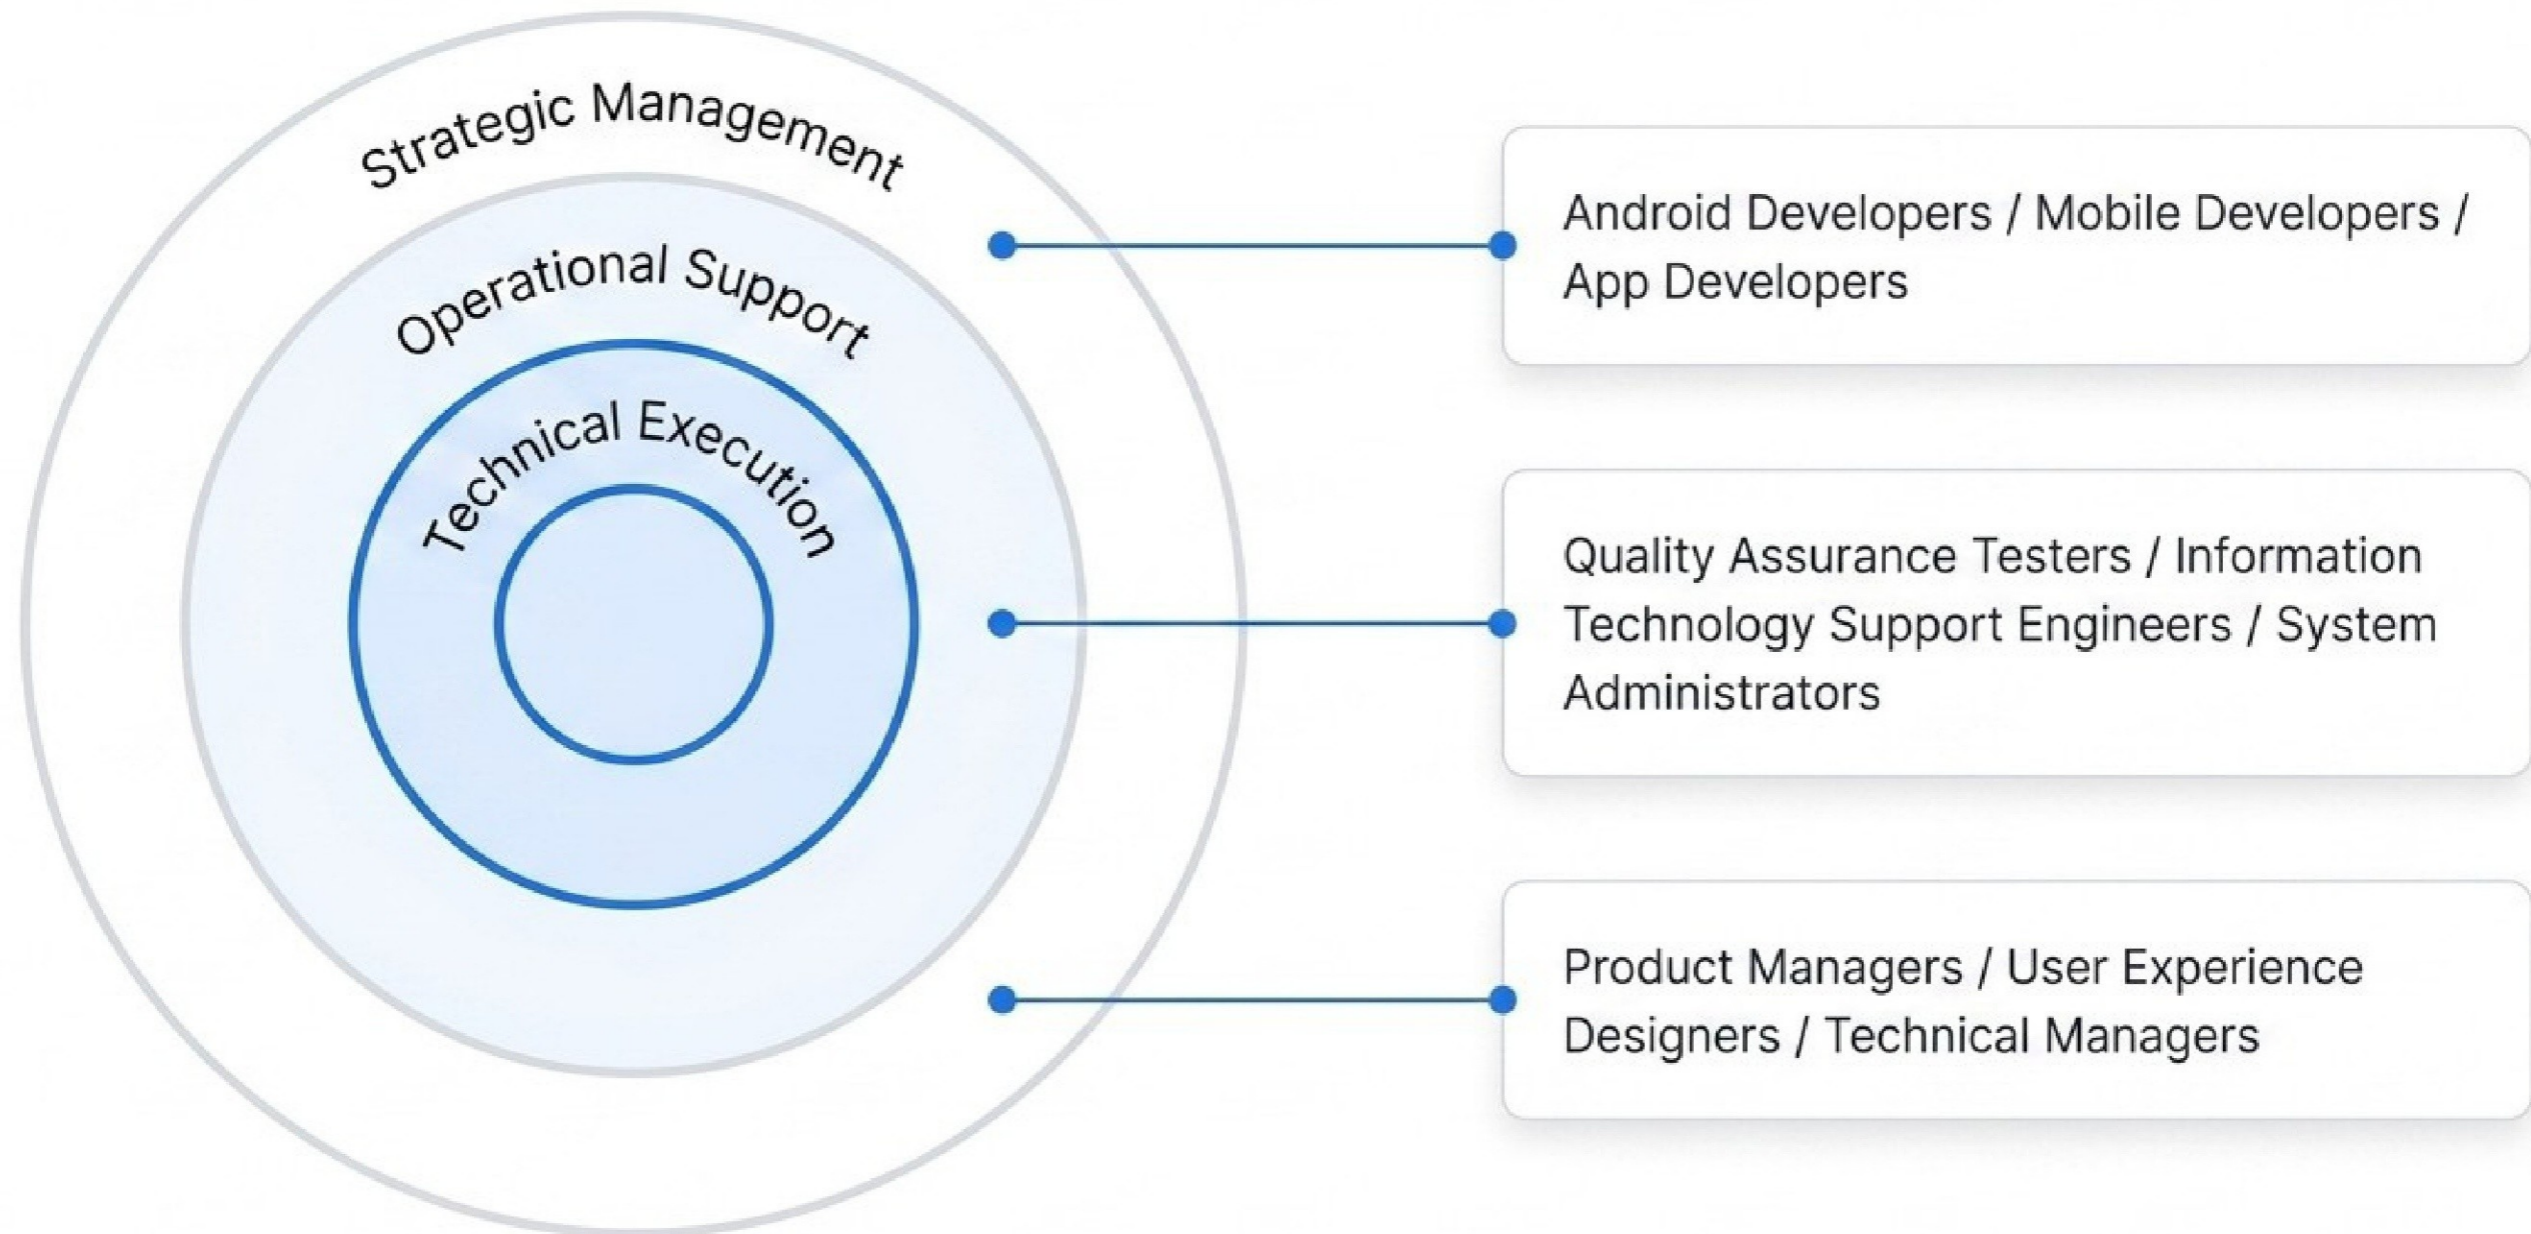 Strategic Management
Operational Support
Technical Execution
Android Developers / Mobile Developers /
App Developers
Quality Assurance Testers / Information
Technology Support Engineers / System
Administrators
Product Managers / User Experience
Designers / Technical Managers